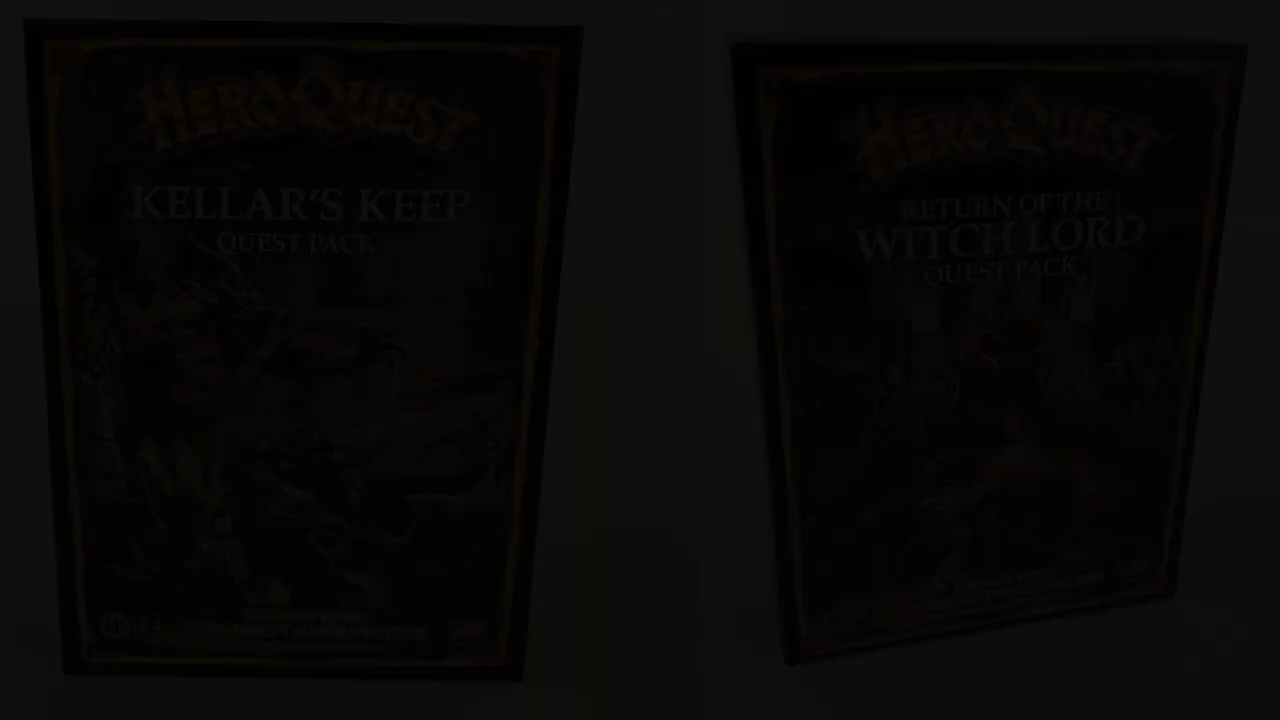 HEROQUEST
KELLAR'S KEEP
QUEST PACK
HEROQUEST
RETURN OF THE
WITCH LORD
QUEST PACK